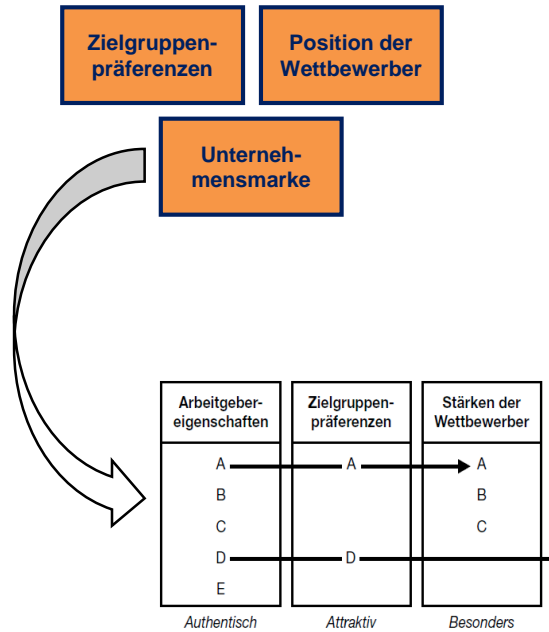 Zielgruppen-
präferenzen
Position der
Wettbewerber
Unterneh-
mensmarke
Arbeitgeber-
eigenschaften
Zielgruppen-
präferenzen
Stärken der
Wettbewerber
A A A
B B
C C
D D
E
Authentisch Attraktiv Besonders